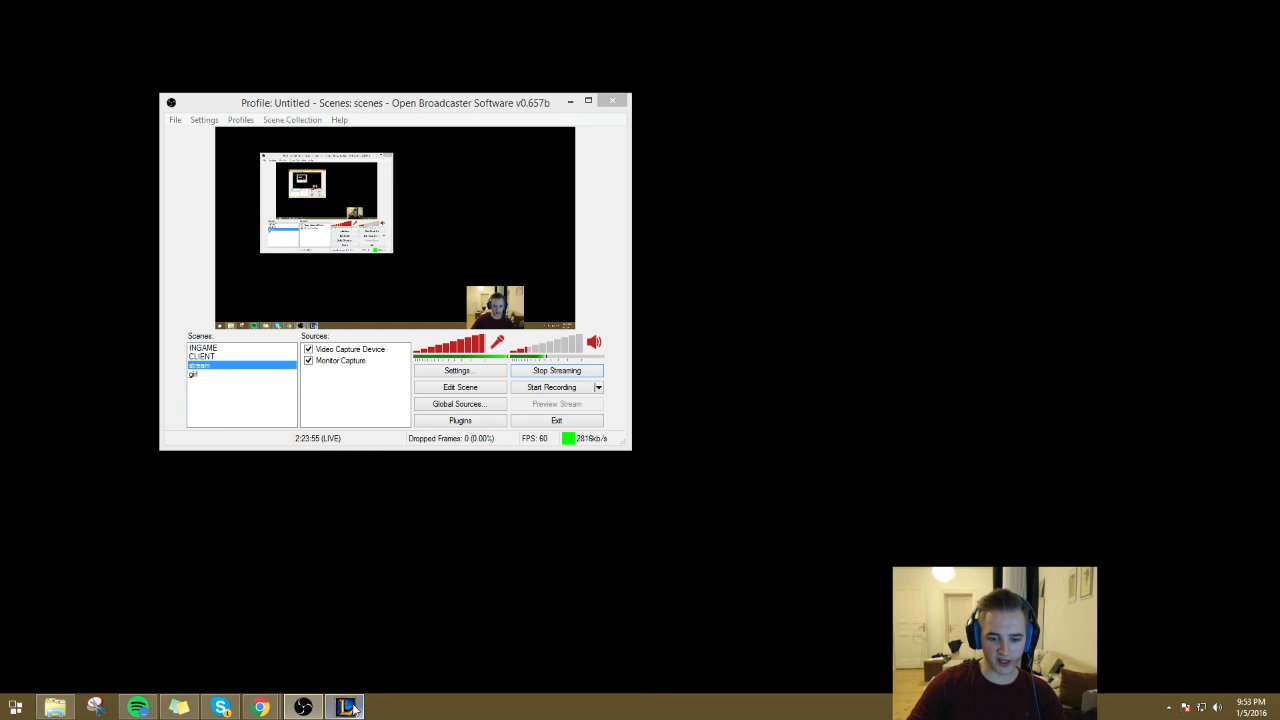 Profile: Untitled - Scenes: scenes - Open Broadcaster Software v0.657b
File Settings Profiles Scene Collection Help
Scenes:
INGAME
CLIENT
stream
girl
Sources:
Video Capture Device
Monitor Capture
Settings...
Stop Streaming
Edit Scene
Start Recording
Global Sources...
Preview Stream
Plugins
Exit
2:23:55 (LIVE)
Dropped Frames: 0 (0.00%)
FPS: 60
2816kb/s
9:53 PM
1/5/2016